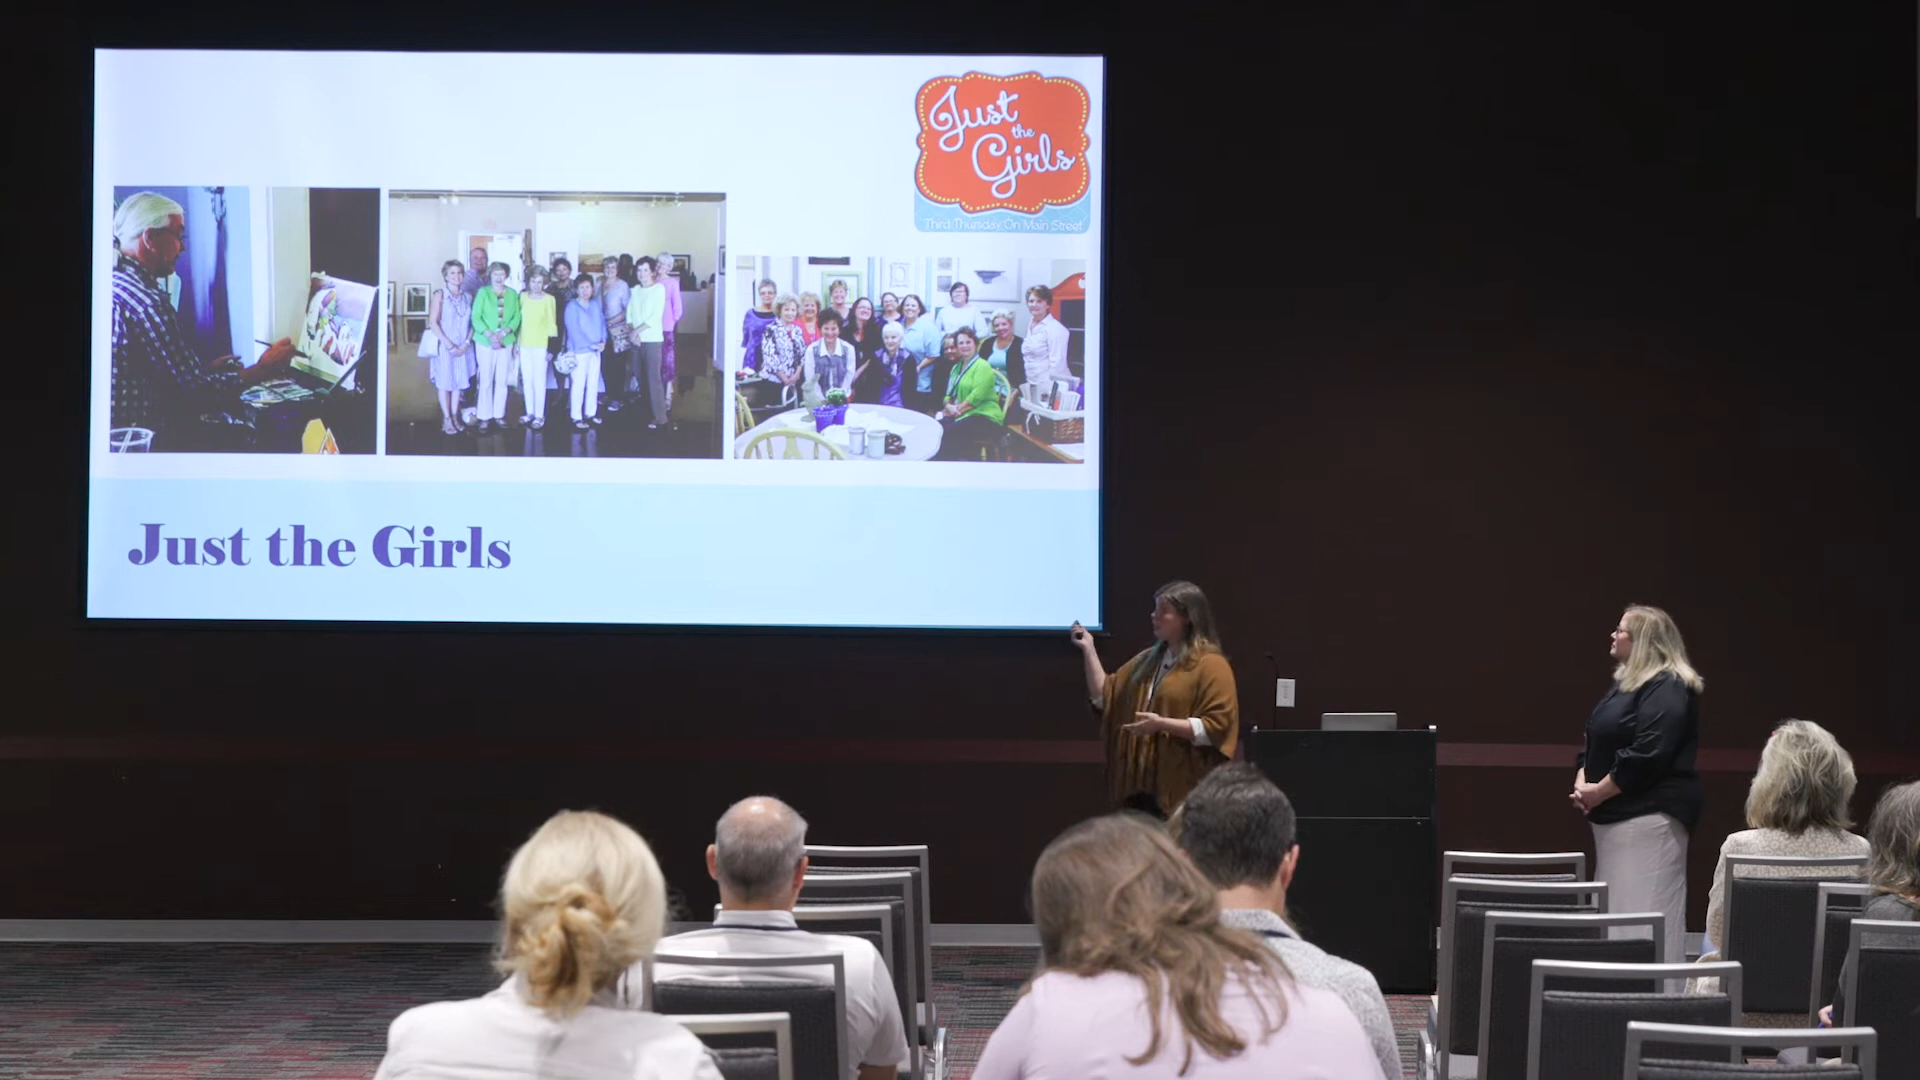 Just
the
Girls
Third Thursday On Main Street
Just the Girls